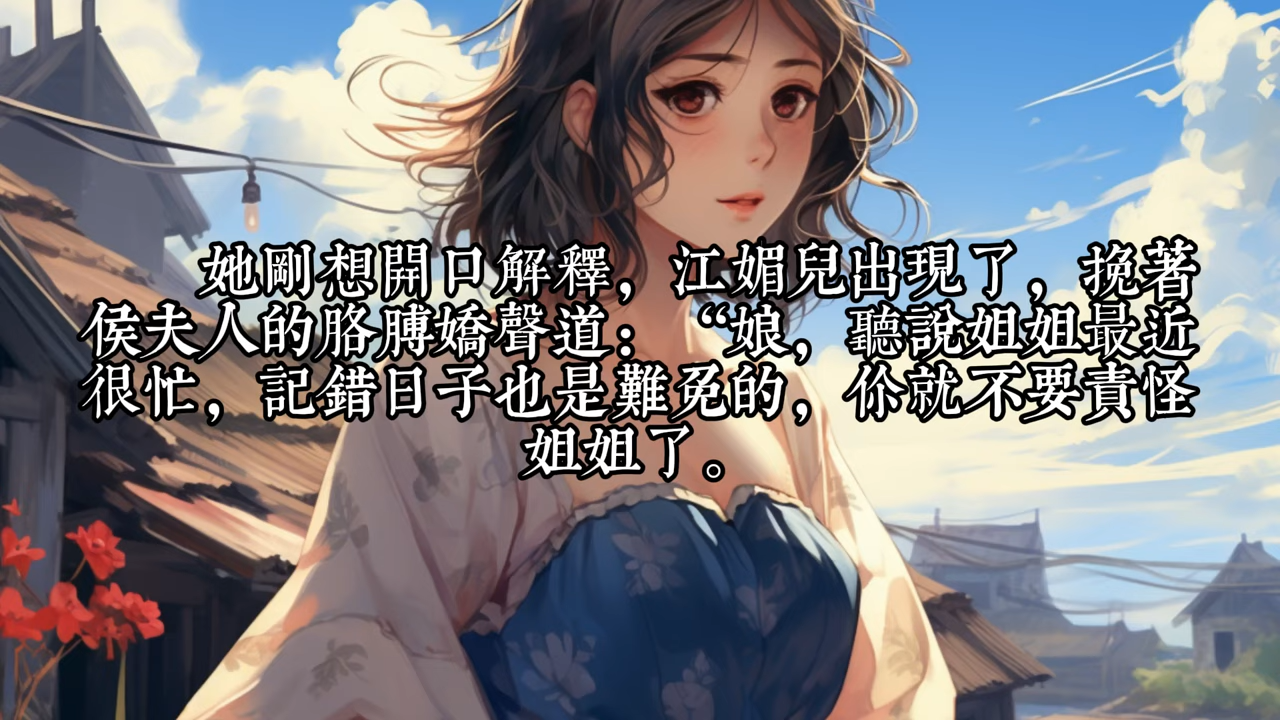 她剛想開口解釋，江媚兒出現了，挽著
侯夫人的胳膊嬌聲道：“娘，聽說姐姐最近
很忙，記錯日子也是難免的，你就不要責怪
姐姐了。